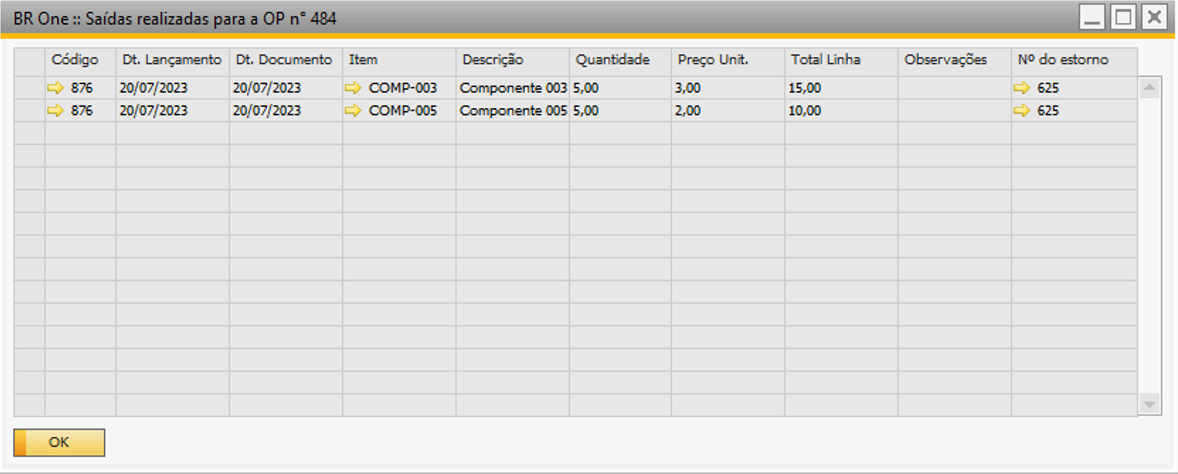 BR One :: Saídas realizadas para a OP n° 484
Código Dt. Lançamento Dt. Documento Item Descrição Quantidade Preço Unit. Total Linha Observações Nº do estorno
876 20/07/2023 20/07/2023 COMP-003 Componente 003 5,00 3,00 15,00 625
876 20/07/2023 20/07/2023 COMP-005 Componente 005 5,00 2,00 10,00 625
OK